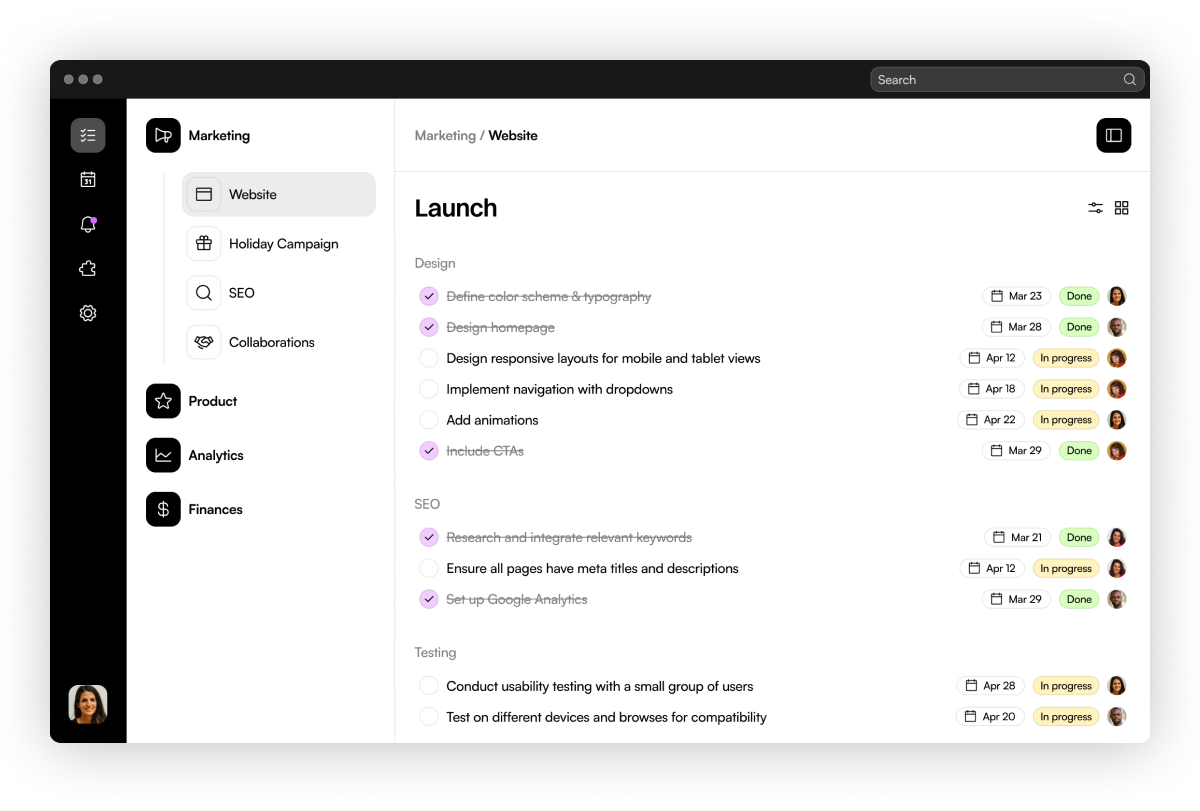 Search
31
Marketing
Website
Holiday Campaign
SEO
Collaborations
Product
Analytics
$ Finances
Marketing / Website
Launch
Design
Define color scheme & typography Mar 23 Done
Design homepage Mar 28 Done
Design responsive layouts for mobile and tablet views Apr 12 In progress
Implement navigation with dropdowns Apr 18 In progress
Add animations Apr 22 In progress
Include CTAs Mar 29 Done
SEO
Research and integrate relevant keywords Mar 21 Done
Ensure all pages have meta titles and descriptions Apr 12 In progress
Set up Google Analytics Mar 29 Done
Testing
Conduct usability testing with a small group of users Apr 28 In progress
Test on different devices and browses for compatibility Apr 20 In progress